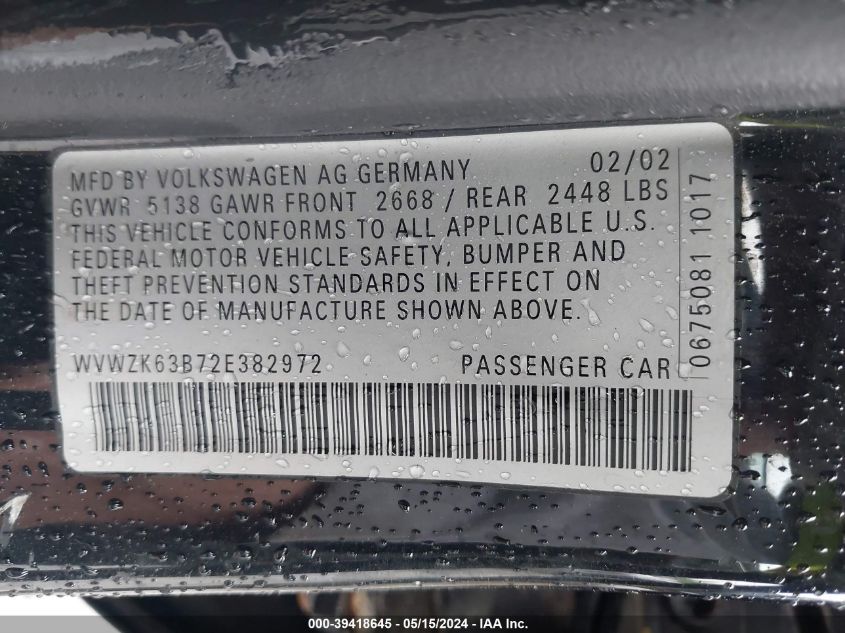 MFD BY VOLKSWAGEN AG GERMANY 02/02
GVWR 5138 GAWR FRONT 2668 / REAR 2448 LBS
THIS VEHICLE CONFORMS TO ALL APPLICABLE U.S.
FEDERAL MOTOR VEHICLE SAFETY, BUMPER AND
THEFT PREVENTION STANDARDS IN EFFECT ON
THE DATE OF MANUFACTURE SHOWN ABOVE.
WVWZK63B72E382972 PASSENGER CAR
0675081 1017
000-39418645 - 05/15/2024 - IAA Inc.